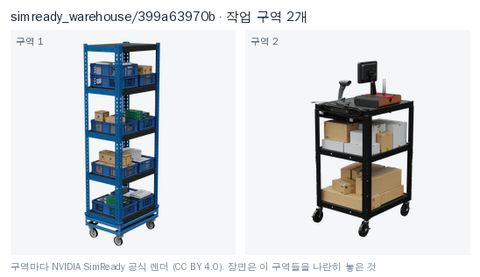 simready_warehouse/399a63970b · 작업 구역 2개
구역 1
구역 2
구역마다 NVIDIA SimReady 공식 렌더 (CC BY 4.0). 장면은 이 구역들을 나란히 놓은 것